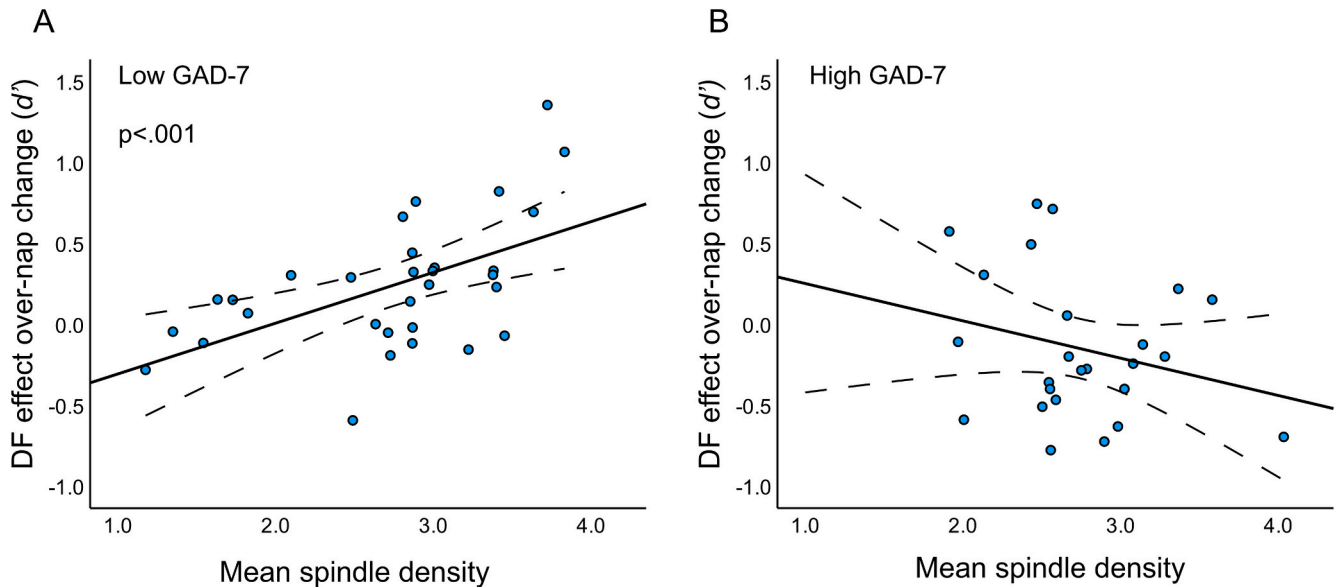 A
Low GAD-7
p<.001
DF effect over-nap change (d’)
1.5
1.0
0.5
0.0
-0.5
-1.0
1.0 2.0 3.0 4.0
Mean spindle density
B
High GAD-7
DF effect over-nap change (d’)
1.5
1.0
0.5
0.0
-0.5
-1.0
1.0 2.0 3.0 4.0
Mean spindle density